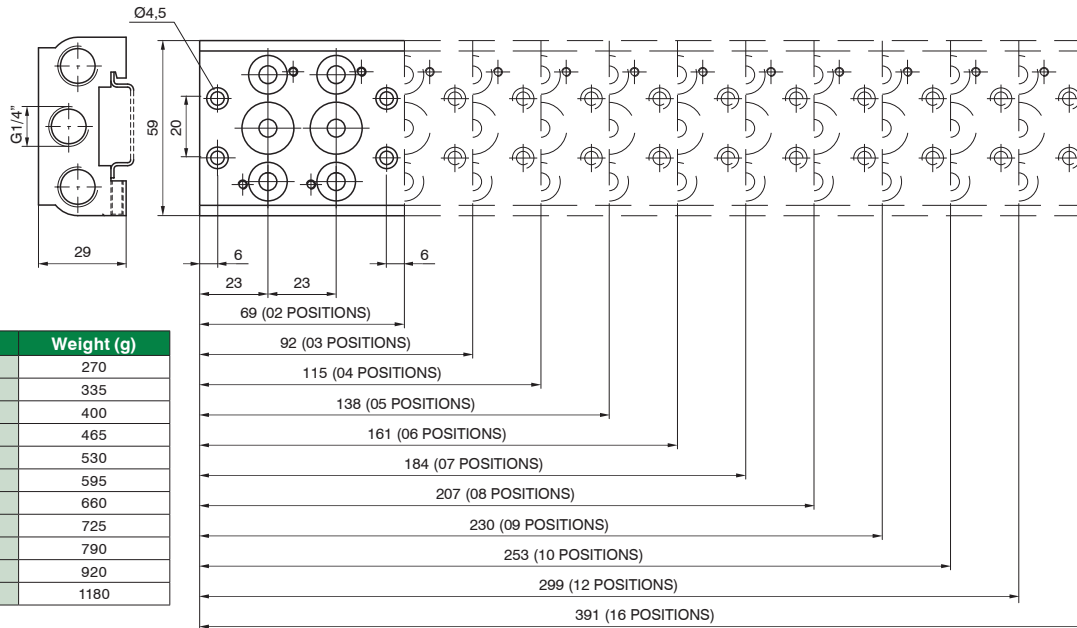 Ø4,5
G1/4"
59
20
29
6
6
23
23
69 (02 POSITIONS)
92 (03 POSITIONS)
115 (04 POSITIONS)
138 (05 POSITIONS)
161 (06 POSITIONS)
184 (07 POSITIONS)
207 (08 POSITIONS)
230 (09 POSITIONS)
253 (10 POSITIONS)
299 (12 POSITIONS)
391 (16 POSITIONS)
Weight (g)
270
335
400
465
530
595
660
725
790
920
1180